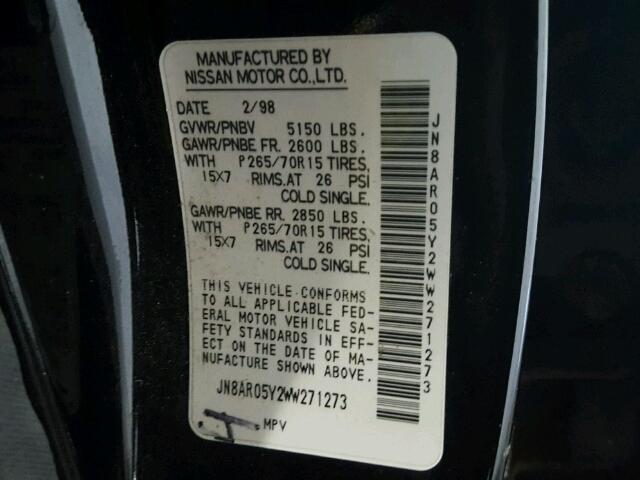 MANUFACTURED BY
NISSAN MOTOR CO.,LTD.
DATE 2/98
GVWR/PNBV 5150 LBS.
GAWR/PNBE FR. 2600 LBS.
WITH P265/70R15 TIRES,
15X7 RIMS.AT 26 PSI
COLD SINGLE.
GAWR/PNBE RR. 2850 LBS.
WITH P265/70R15 TIRES,
15X7 RIMS.AT 26 PSI
COLD SINGLE.
THIS VEHICLE CONFORMS
TO ALL APPLICABLE FED-
ERAL MOTOR VEHICLE SA-
FETY STANDARDS IN EFF-
ECT ON THE DATE OF MA-
NUFACTURE SHOWN ABOVE.
JN8AR05Y2WW271273
MPV
JN8AR05Y2WW271273